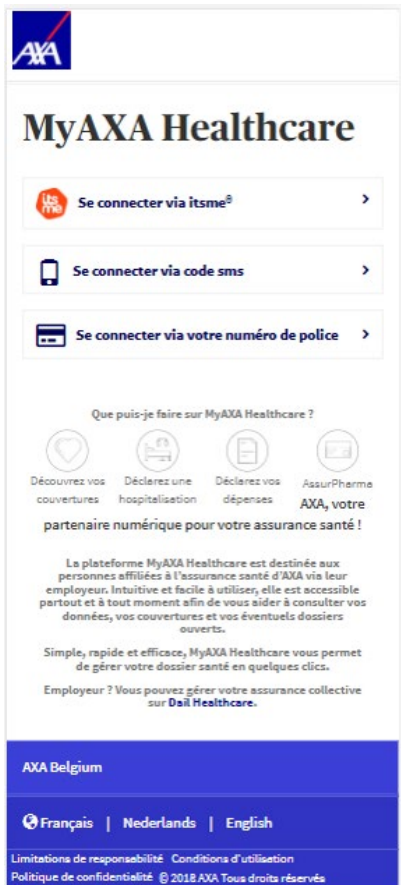 AXA
MyAXA Healthcare
its
me
Se connecter via itsme®
Se connecter via code sms
Se connecter via votre numéro de police
Que puis-je faire sur MyAXA Healthcare ?
Découvrez vos couvertures
Déclarez une hospitalisation
Déclarez vos dépenses
AssurPharma
AXA, votre
partenaire numérique pour votre assurance santé !
La plateforme MyAXA Healthcare est destinée aux
personnes affiliées à l'assurance santé d'AXA via leur
employeur. Intuitive et facile à utiliser, elle est accessible
partout et à tout moment afin de vous aider à consulter vos
données, vos couvertures et vos éventuels dossiers
ouverts.
Simple, rapide et efficace, MyAXA Healthcare vous permet
de gérer votre dossier santé en quelques clics.
Employeur ? Vous pouvez gérer votre assurance collective
sur Dail Healthcare.
AXA Belgium
Français | Nederlands | English
Limitations de responsabilité Conditions d'utilisation
Politique de confidentialité © 2018 AXA Tous droits réservés